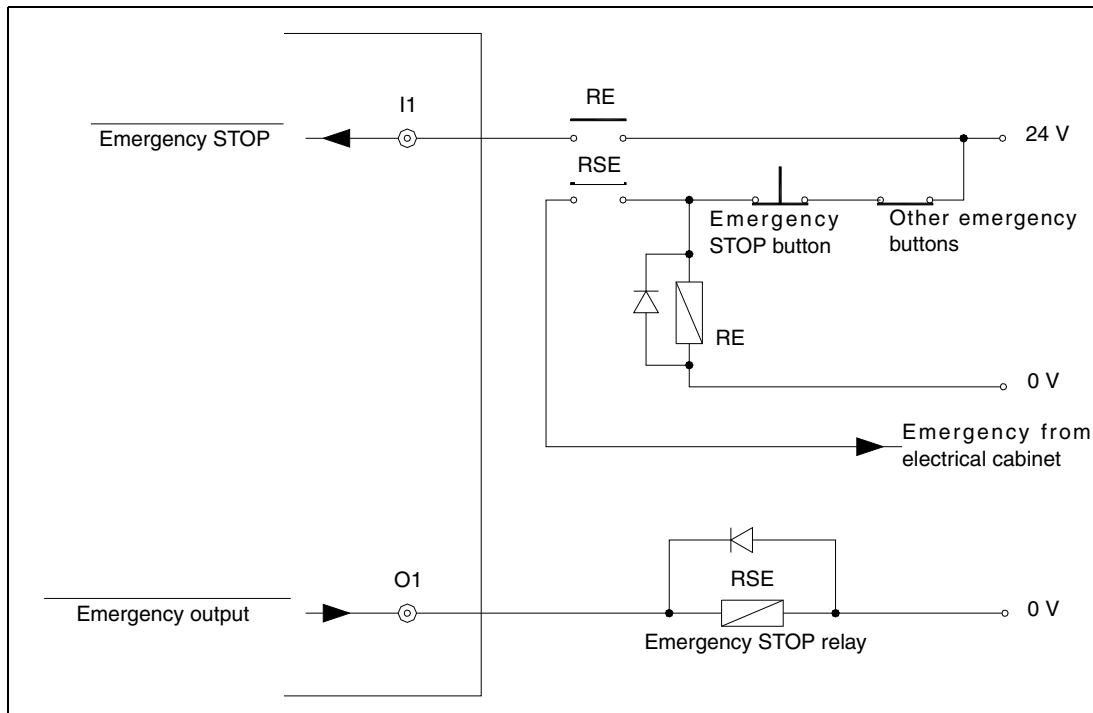 I1
RE
Emergency STOP
24 V
RSE
Emergency
STOP button
Other emergency
buttons
RE
0 V
Emergency from
electrical cabinet
O1
RSE
Emergency output
0 V
Emergency STOP relay